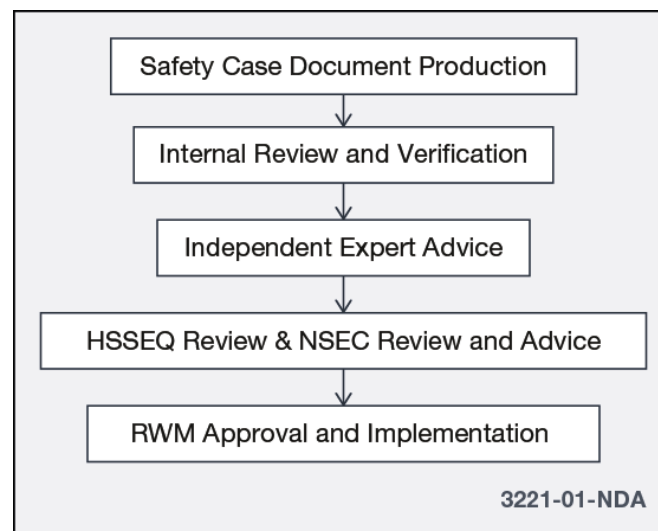 Safety Case Document Production
Internal Review and Verification
Independent Expert Advice
HSSEQ Review & NSEC Review and Advice
RWM Approval and Implementation
3221-01-NDA